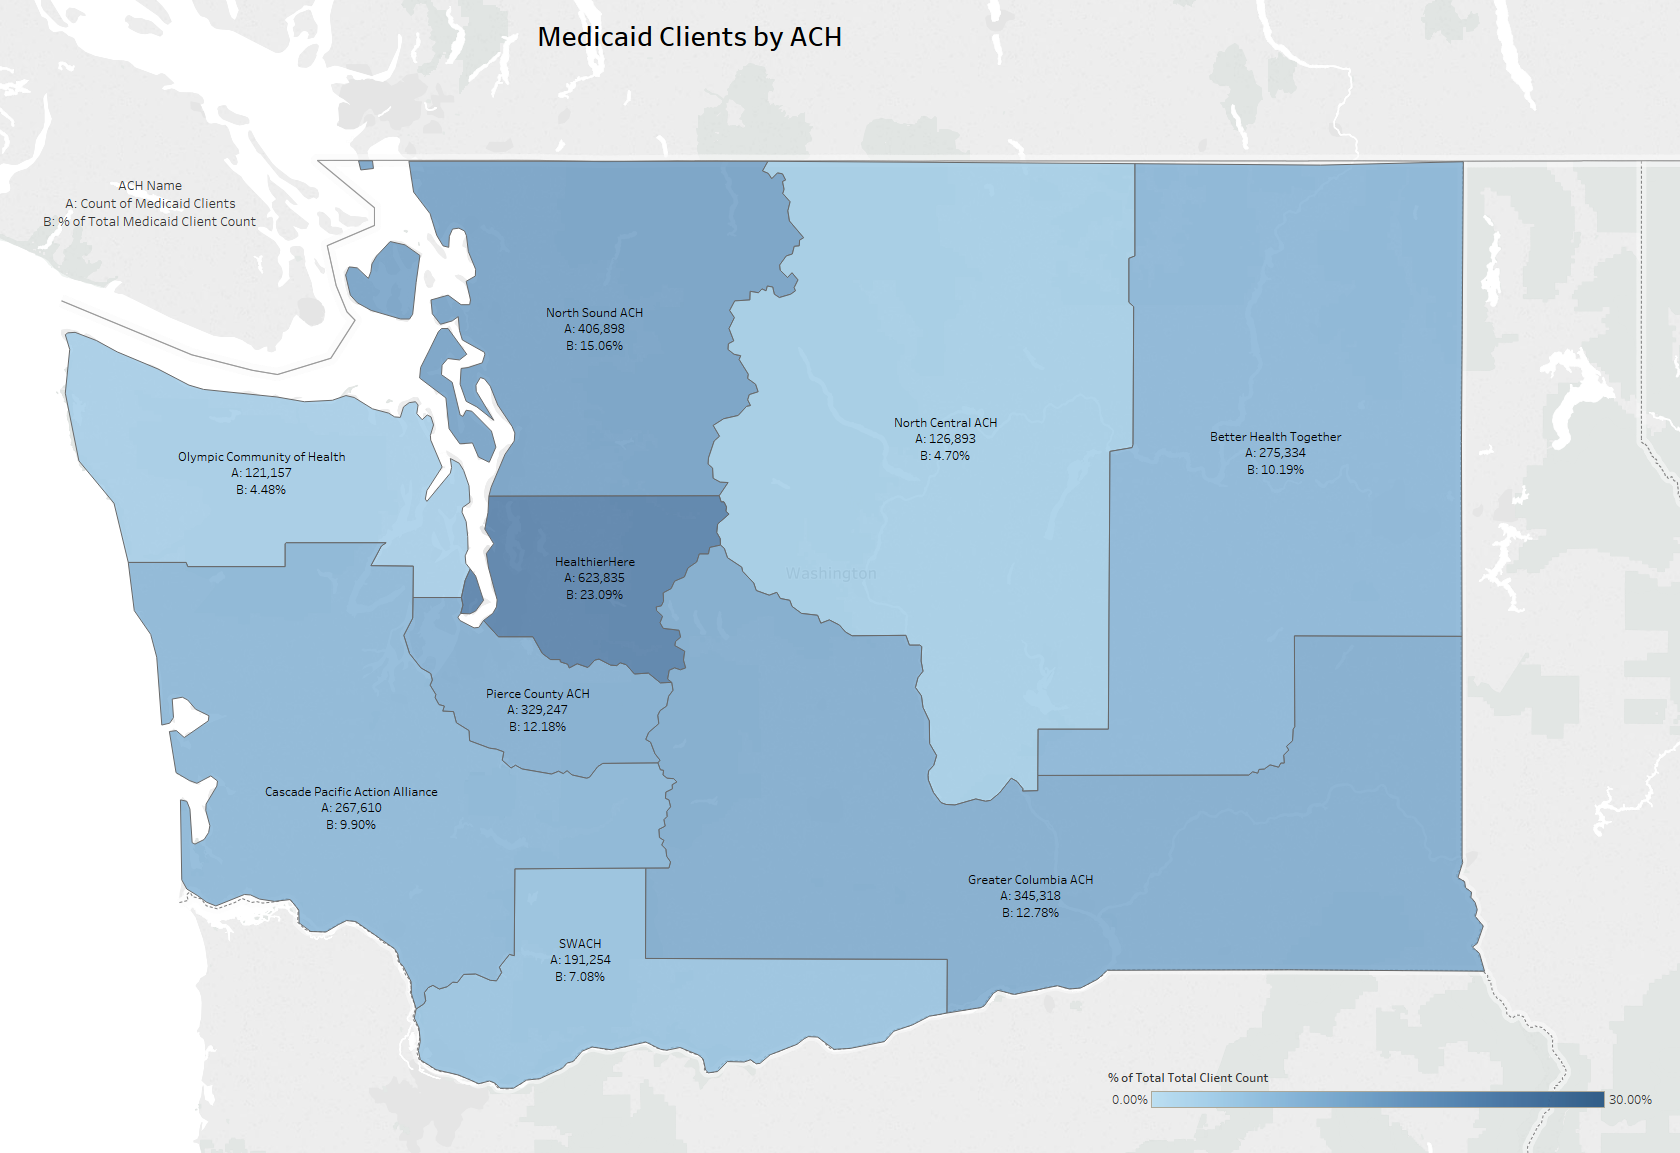 Medicaid Clients by ACH
ACH Name
A: Count of Medicaid Clients
B: % of Total Medicaid Client Count
North Sound ACH
A: 406,898
B: 15.06%
North Central ACH
A: 126,893
B: 4.70%
Better Health Together
A: 275,334
B: 10.19%
Olympic Community of Health
A: 121,157
B: 4.48%
HealthierHere
A: 623,835
B: 23.09%
Washington
Pierce County ACH
A: 329,247
B: 12.18%
Cascade Pacific Action Alliance
A: 267,610
B: 9.90%
Greater Columbia ACH
A: 345,318
B: 12.78%
SWACH
A: 191,254
B: 7.08%
% of Total Total Client Count
0.00% 30.00%